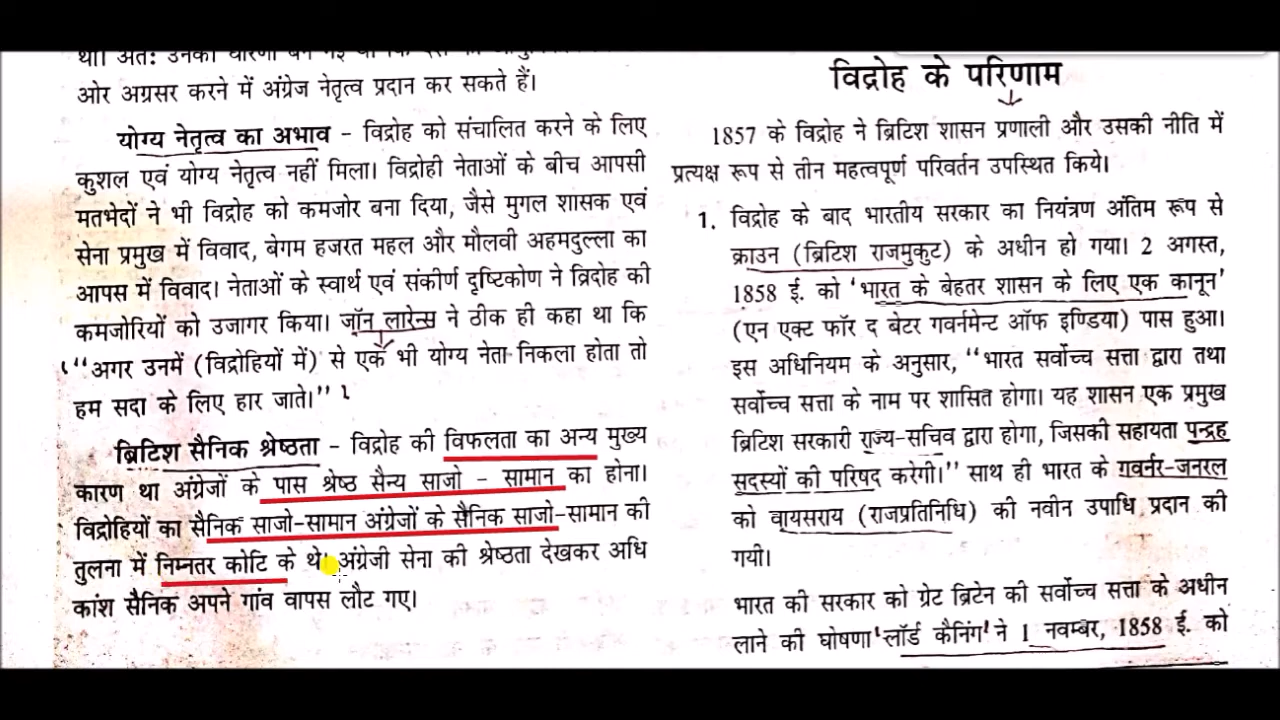 था। अतः उनकी धारणा बन गई थी कि देश को
ओर अग्रसर करने में अंग्रेज नेतृत्व प्रदान कर सकते हैं।
योग्य नेतृत्व का अभाव - विद्रोह को संचालित करने के लिए
कुशल एवं योग्य नेतृत्व नहीं मिला। विद्रोही नेताओं के बीच आपसी
मतभेदों ने भी विद्रोह को कमजोर बना दिया, जैसे मुगल शासक एवं
सेना प्रमुख में विवाद, बेगम हजरत महल और मौलवी अहमदुल्ला का
आपस में विवाद। नेताओं के स्वार्थ एवं संकीर्ण दृष्टिकोण ने व्रिदोह की
कमजोरियों को उजागर किया। जॉन लारेन्स ने ठीक ही कहा था कि
“अगर उनमें (विद्रोहियों में) से एक भी योग्य नेता निकला होता तो
हम सदा के लिए हार जाते।”
ब्रिटिश सैनिक श्रेष्ठता - विद्रोह की विफलता का अन्य मुख्य
कारण था अंग्रेजों के पास श्रेष्ठ सैन्य साजो - सामान का होना।
विद्रोहियों का सैनिक साजो-सामान अंग्रेजों के सैनिक साजो-सामान की
तुलना में निम्नतर कोटि के थे। अंग्रेजी सेना की श्रेष्ठता देखकर अधि
कांश सैनिक अपने गांव वापस लौट गए।
विद्रोह के परिणाम
1857 के विद्रोह ने ब्रिटिश शासन प्रणाली और उसकी नीति में
प्रत्यक्ष रूप से तीन महत्वपूर्ण परिवर्तन उपस्थित किये।
1. विद्रोह के बाद भारतीय सरकार का नियंत्रण अंतिम रूप से
क्राउन (ब्रिटिश राजमुकुट) के अधीन हो गया। 2 अगस्त,
1858 ई. को ‘भारत के बेहतर शासन के लिए एक कानून’
(एन एक्ट फॉर द बेटर गवर्नमेन्ट ऑफ इण्डिया) पास हुआ।
इस अधिनियम के अनुसार, “भारत सर्वोच्च सत्ता द्वारा तथा
सर्वोच्च सत्ता के नाम पर शासित होगा। यह शासन एक प्रमुख
ब्रिटिश सरकारी राज्य-सचिव द्वारा होगा, जिसकी सहायता पन्द्रह
सदस्यों की परिषद करेगी।” साथ ही भारत के गवर्नर-जनरल
को वायसराय (राजप्रतिनिधि) की नवीन उपाधि प्रदान की
गयी।
भारत की सरकार को ग्रेट ब्रिटेन की सर्वोच्च सत्ता के अधीन
लाने की घोषणा ‘लॉर्ड कैनिंग’ ने 1 नवम्बर, 1858 ई. को